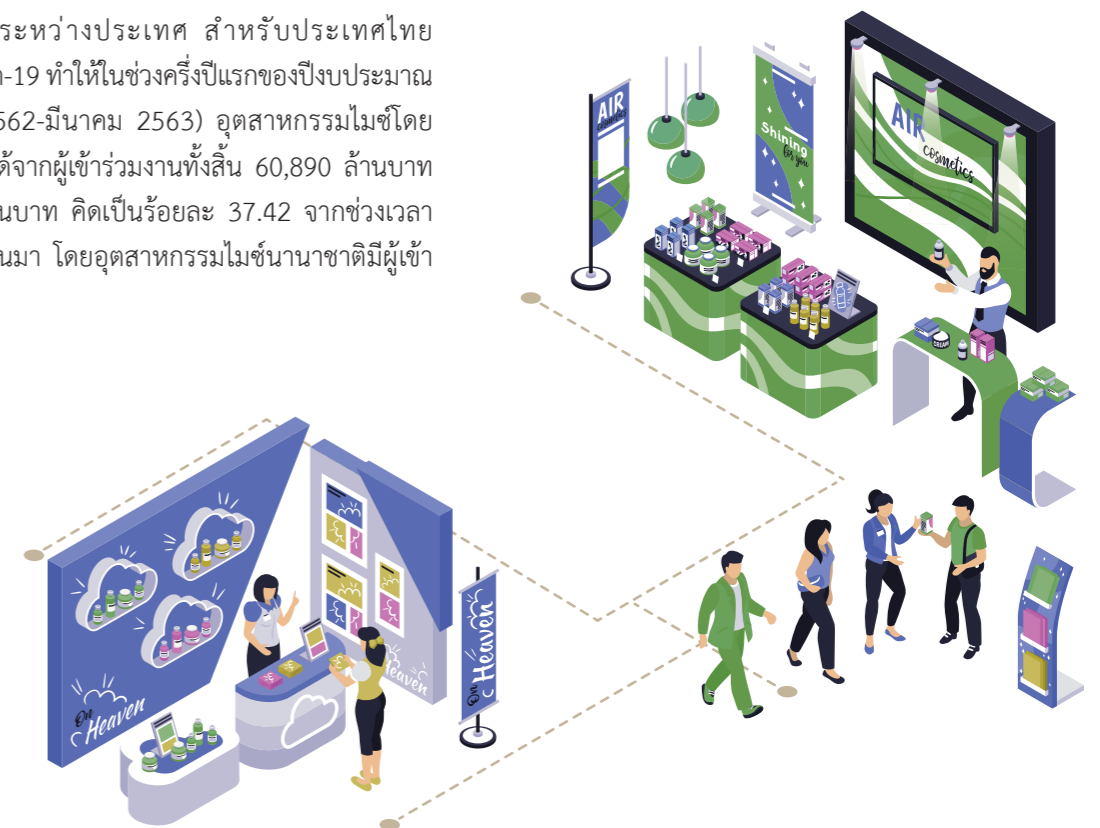 ระหว่างประเทศ สำหรับประเทศไทย
-19 ทำให้ในช่วงครึ่งปีแรกของปีงบประมาณ
562-มีนาคม 2563) อุตสาหกรรมไมซ์โดย
ได้จากผู้เข้าร่วมงานทั้งสิ้น 60,890 ล้านบาท
นบาท คิดเป็นร้อยละ 37.42 จากช่วงเวลา
นมา โดยอุตสาหกรรมไมซ์นานาชาติมีผู้เข้า
AIR
cosmetics
Shining
for you
AIR
cosmetics
CREAM
On
Heaven
Heaven
On
Heaven